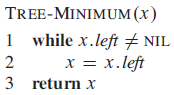 TREE-MINIMUM(x)
1 while x.left ≠ NIL
2 x = x.left
3 return x